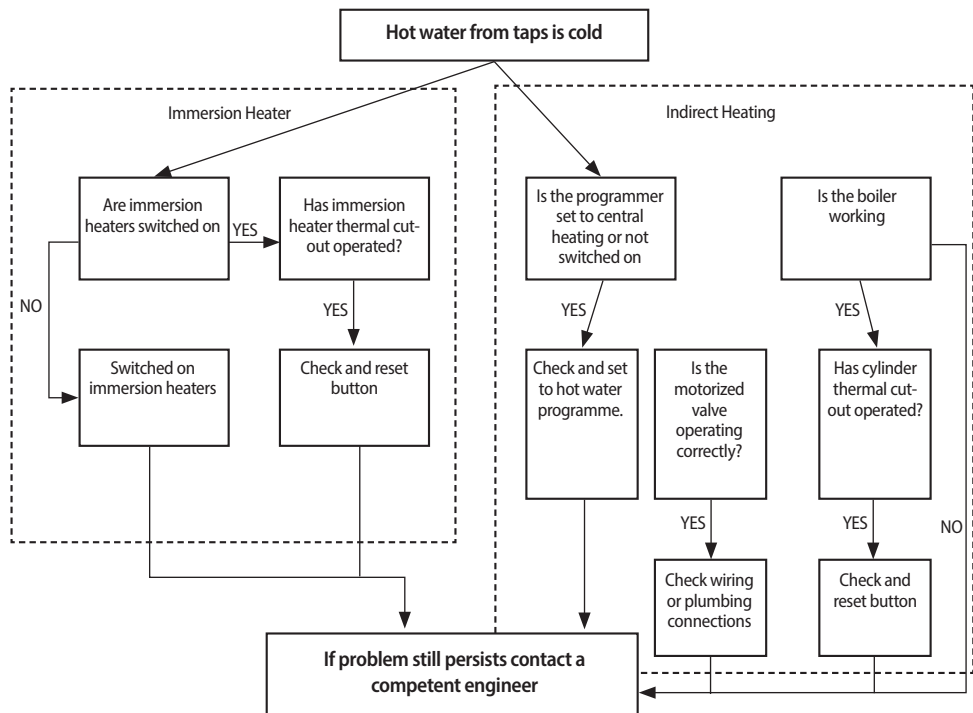 Hot water from taps is cold
Immersion Heater
Indirect Heating
Are immersion
heaters switched on
YES
Has immersion
heater thermal cut-
out operated?
Is the programmer
set to central
heating or not
switched on
Is the boiler
working
NO
YES
YES
YES
Switched on
immersion heaters
Check and reset
button
Check and set
to hot water
programme.
Is the
motorized
valve
operating
correctly?
Has cylinder
thermal cut-
out operated?
YES
YES
NO
Check wiring
or plumbing
connections
Check and
reset button
If problem still persists contact a
competent engineer